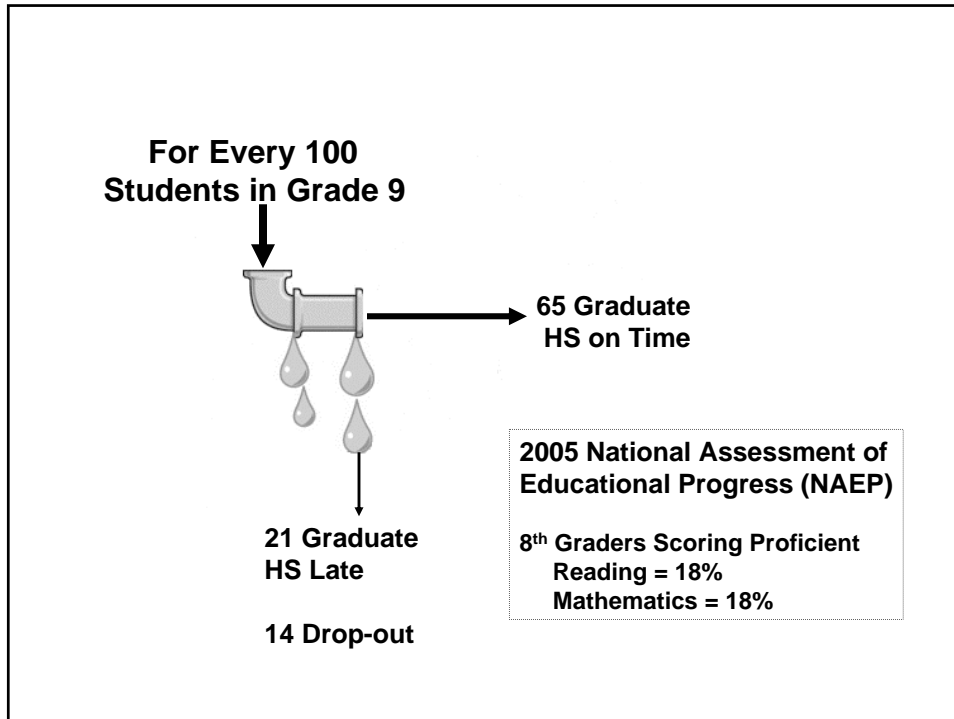 For Every 100
Students in Grade 9
65 Graduate
HS on Time
2005 National Assessment of
Educational Progress (NAEP)
8th Graders Scoring Proficient
Reading = 18%
Mathematics = 18%
21 Graduate
HS Late
14 Drop-out